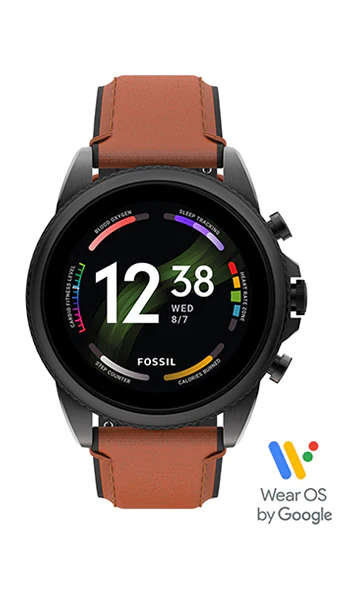 BLOOD OXYGEN
SLEEP TRACKING
CARDIO FITNESS LEVEL
HEART RATE ZONE
12 38
WED
8/7
FOSSIL
STEP COUNTER
CALORIES BURNED
Wear OS
by Google